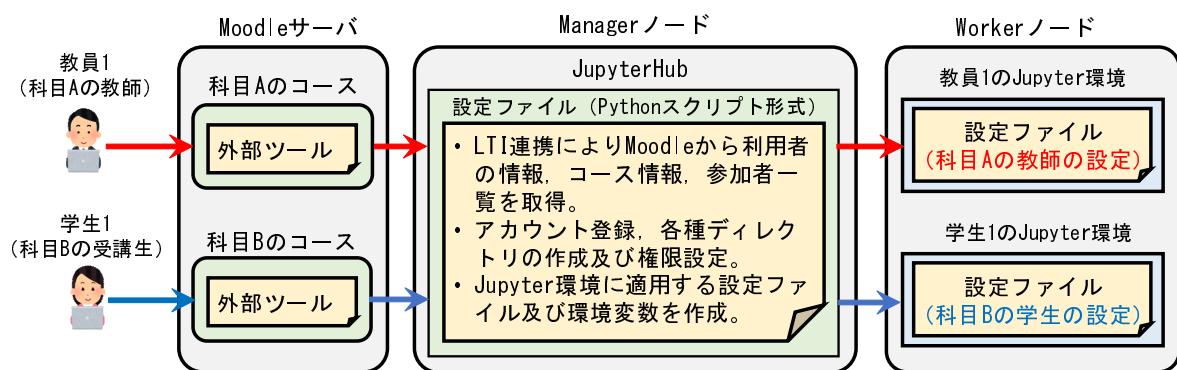 Moodleサーバ
Managerノード
Workerノード
教員1
(科目Aの教師)
科目Aのコース
外部ツール
学生1
(科目Bの受講生)
科目Bのコース
外部ツール
JupyterHub
設定ファイル（Pythonスクリプト形式）
• LTI連携によりMoodleから利用者
の情報，コース情報，参加者一
覧を取得。
• アカウント登録，各種ディレク
トリの作成及び権限設定。
• Jupyter環境に適用する設定ファ
イル及び環境変数を作成。
教員1のJupyter環境
設定ファイル
(科目Aの教師の設定)
学生1のJupyter環境
設定ファイル
(科目Bの学生の設定)